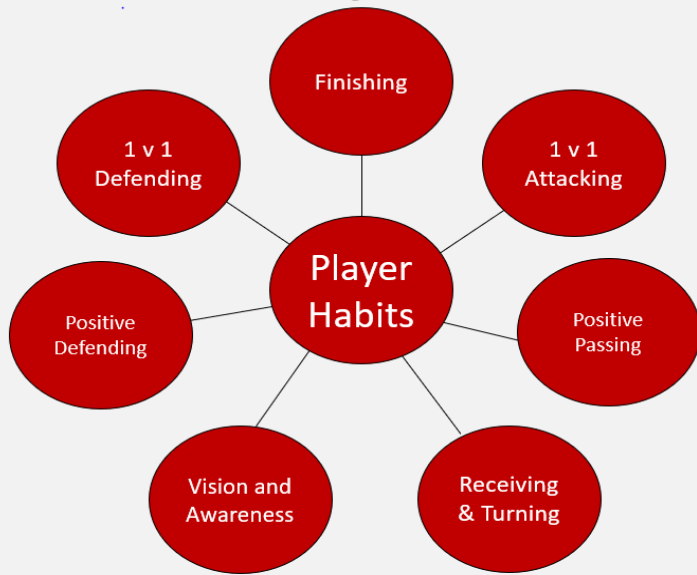 Finishing
1 v 1
Defending
1 v 1
Attacking
Player
Habits
Positive
Defending
Positive
Passing
Vision and
Awareness
Receiving
& Turning